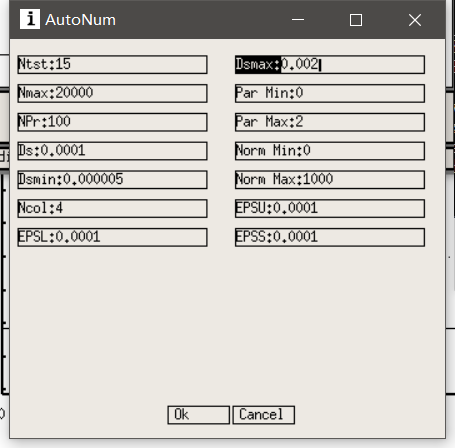 AutoNum
Ntst:15
Dsmax:0.002
Nmax:20000
Par Min:0
NPr:100
Par Max:2
Ds:0.0001
Norm Min:0
Dsmin:0.000005
Norm Max:1000
Ncol:4
EPSU:0.0001
EPSL:0.0001
EPSS:0.0001
Ok
Cancel